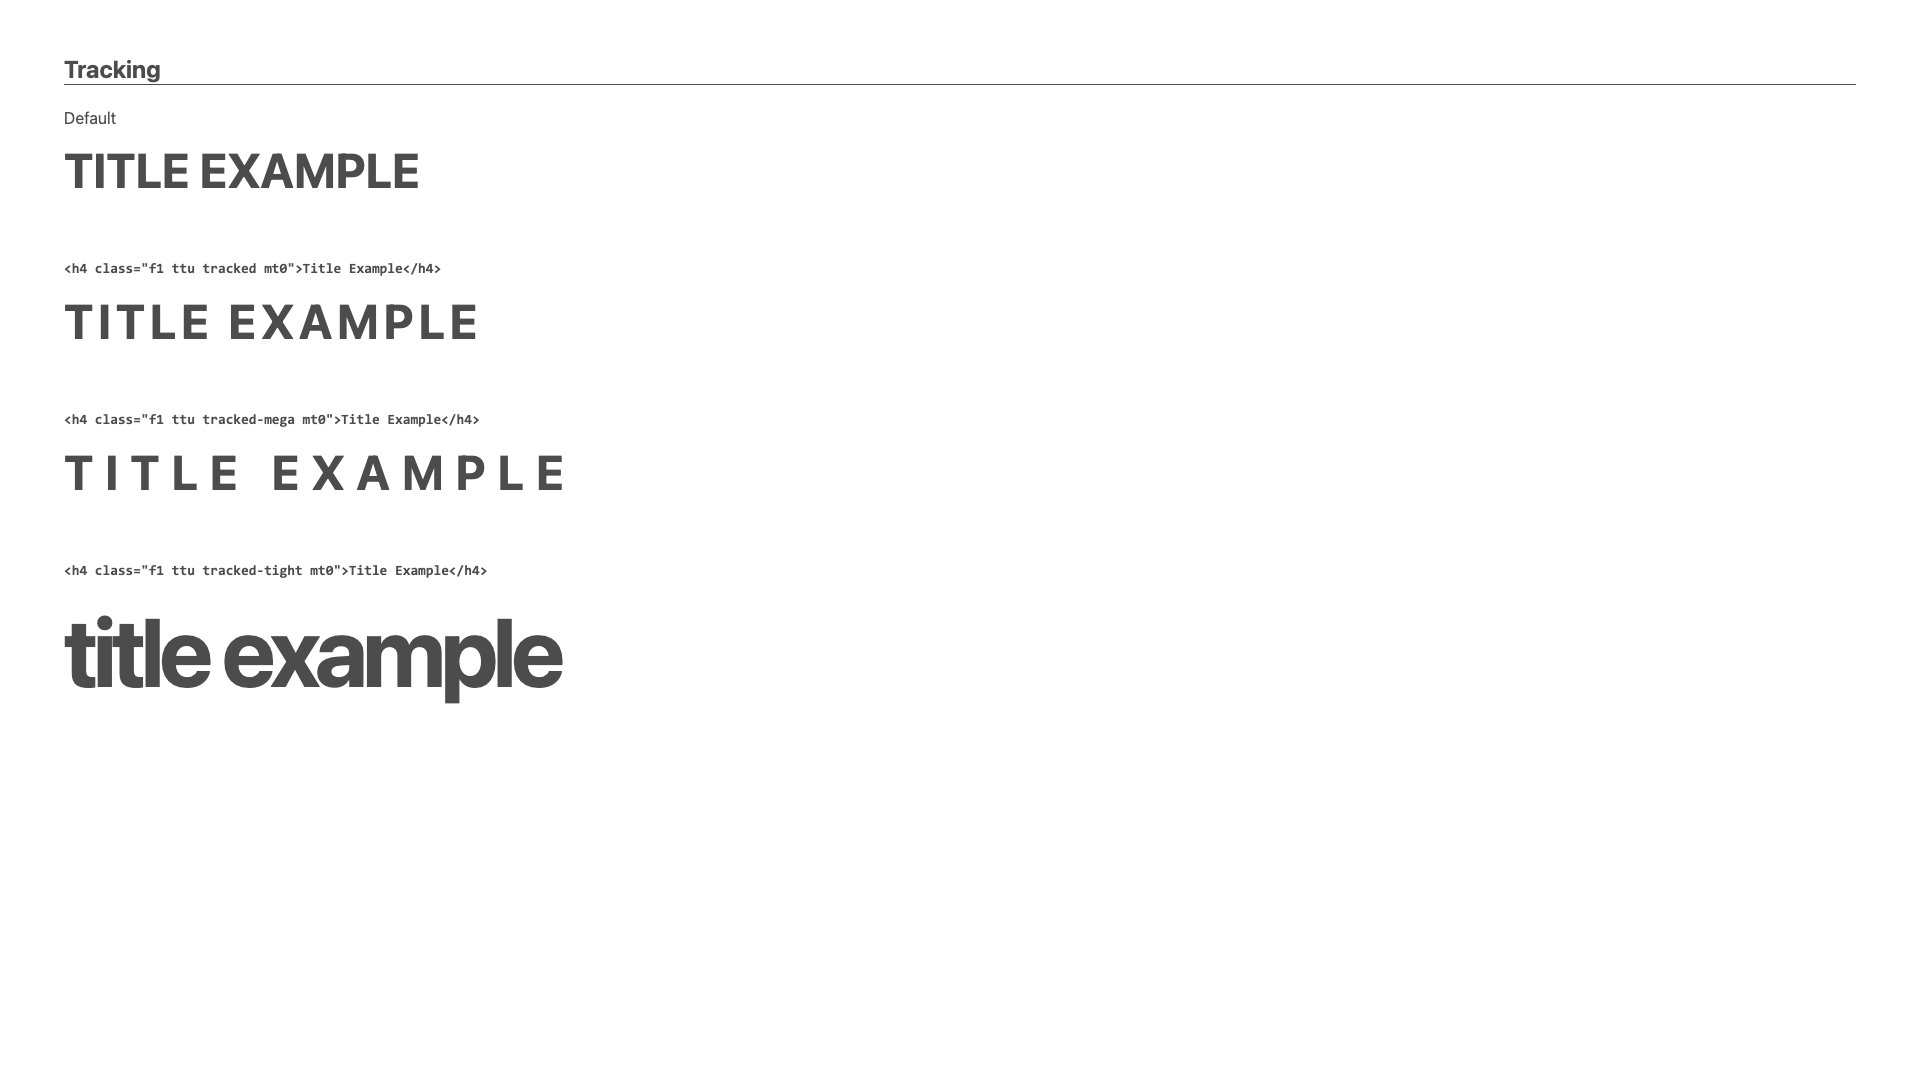 Tracking
Default
TITLE EXAMPLE
<h4 class="f1 ttu tracked mt0">Title Example</h4>
TITLE EXAMPLE
<h4 class="f1 ttu tracked-mega mt0">Title Example</h4>
TITLE EXAMPLE
<h4 class="f1 ttu tracked-tight mt0">Title Example</h4>
title example